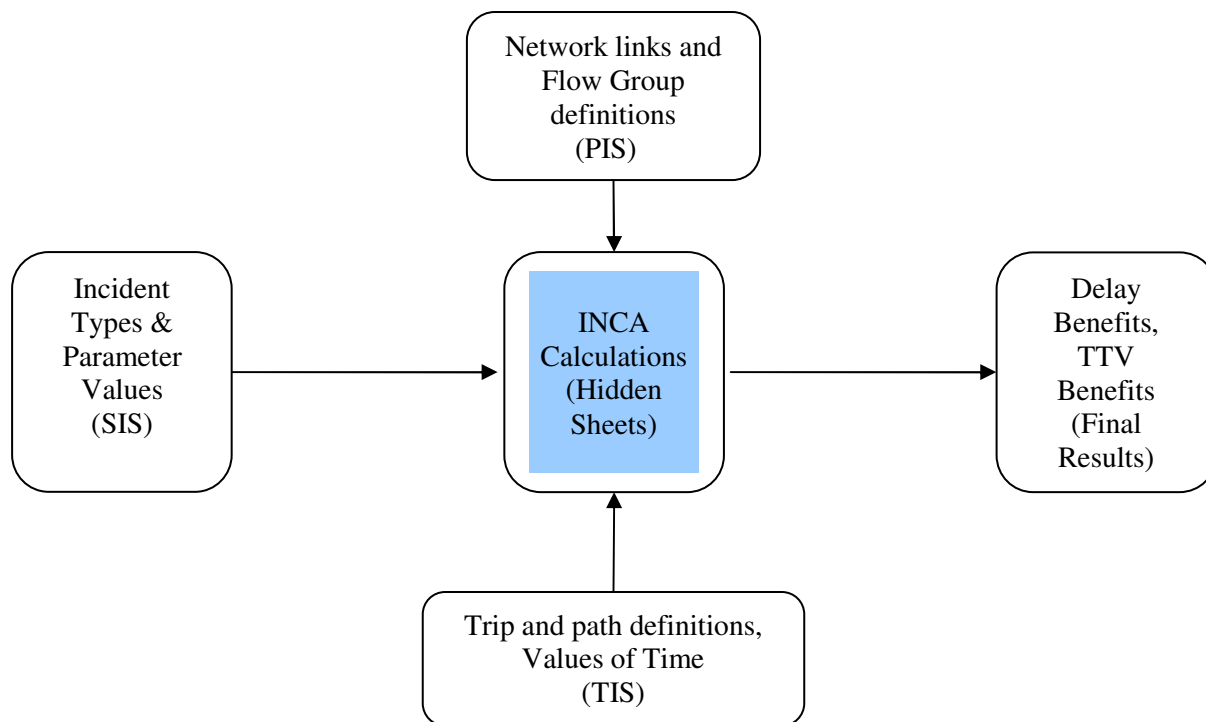 Network links and
Flow Group
definitions
(PIS)
Incident
Types &
Parameter
Values
(SIS)
INCA
Calculations
(Hidden
Sheets)
Delay
Benefits,
TTV
Benefits
(Final
Results)
Trip and path definitions,
Values of Time
(TIS)